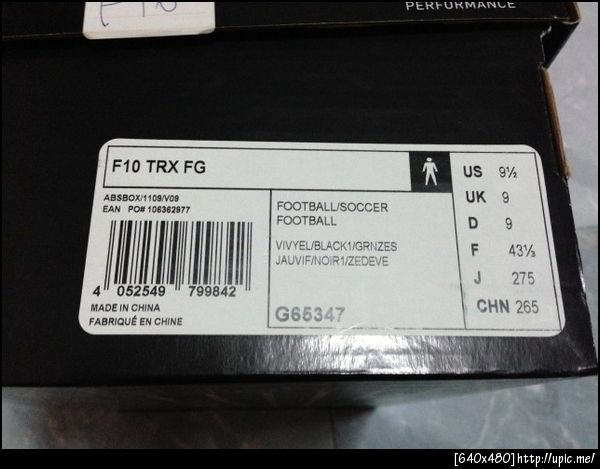 PERFORMANCE
F10 TRX FG
ABSBOX/1109/V09
EAN PO# 106362977
4 052549 799842
MADE IN CHINA
FABRIQUÉ EN CHINE
FOOTBALL/SOCCER
FOOTBALL
VIVYEL/BLACK1/GRNZES
JAUVIF/NOIR1/ZEDEVE
G65347
US 9½
UK 9
D 9
F 43⅓
J 275
CHN 265
[640x480]http://upic.me/